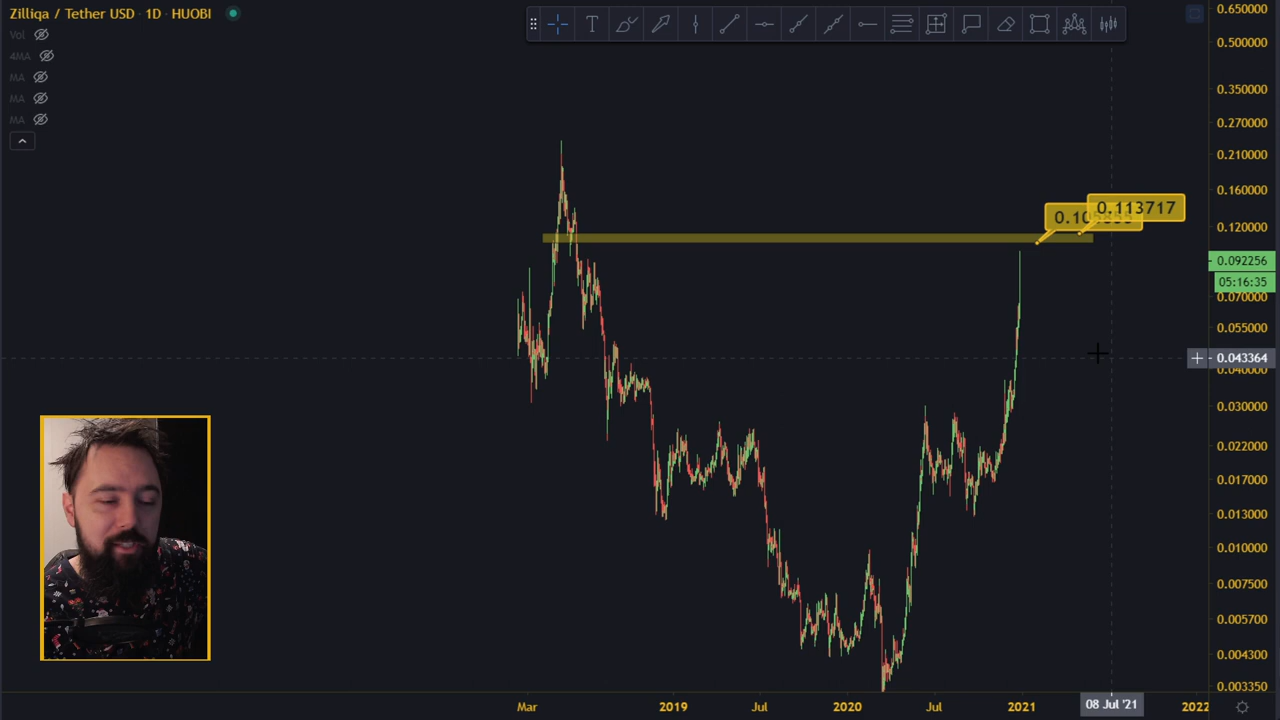 Zilliqa / Tether USD · 1D · HUOBI
Vol
4MA
MA
MA
MA
T
0.650000
0.500000
0.350000
0.270000
0.210000
0.160000
0.113717
0.120000
0.092256
05:16:35
0.070000
0.055000
0.043364
0.040000
0.030000
0.022000
0.017000
0.013000
0.010000
0.007500
0.005700
0.004300
0.003350
Mar 2019 Jul 2020 Jul 2021 08 Jul '21 2022